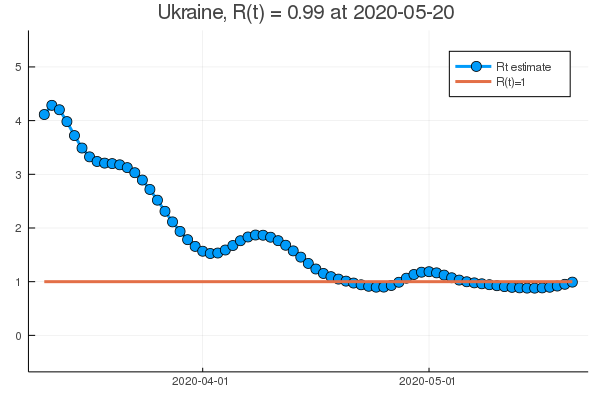 Ukraine, R(t) = 0.99 at 2020-05-20
Rt estimate
R(t)=1
5
4
3
2
1
0
2020-04-01
2020-05-01